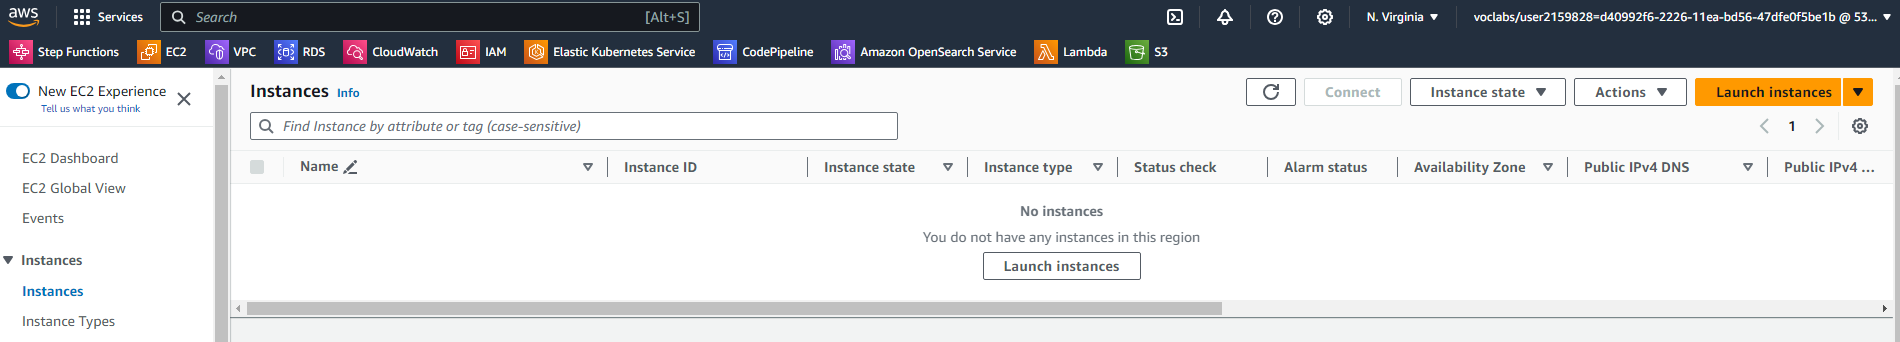 aws Services Search [Alt+S] N. Virginia voclabs/user2159828=d40992f6-2226-11ea-bd56-47dfe0f5be1b @ 53...
Step Functions EC2 VPC RDS CloudWatch IAM Elastic Kubernetes Service CodePipeline Amazon OpenSearch Service Lambda S3
New EC2 Experience
Tell us what you think
EC2 Dashboard
EC2 Global View
Events
Instances
Instances
Instance Types
Instances Info Connect Instance state Actions Launch instances
Find Instance by attribute or tag (case-sensitive) 1
Name Instance ID Instance state Instance type Status check Alarm status Availability Zone Public IPv4 DNS Public IPv4 ...
No instances
You do not have any instances in this region
Launch instances